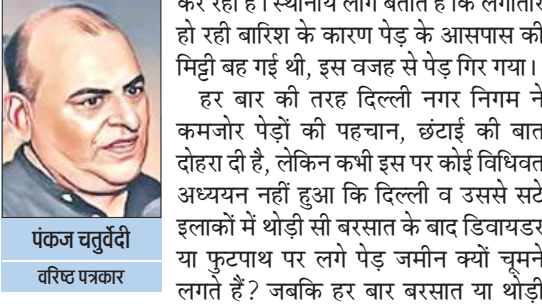 कर रहा है। स्थानीय लोग बताते हैं कि लगातार
हो रही बारिश के कारण पेड़ के आसपास की
मिट्टी बह गई थी, इस वजह से पेड़ गिर गया।
हर बार की तरह दिल्ली नगर निगम ने
कमजोर पेड़ों की पहचान, छंटाई की बात
दोहरा दी है, लेकिन कभी इस पर कोई विधिवत
अध्ययन नहीं हुआ कि दिल्ली व उससे सटे
इलाकों में थोड़ी सी बरसात के बाद डिवायडर
या फुटपाथ पर लगे पेड़ जमीन क्यों चूमने
लगते हैं? जबकि हर बार बरसात या थोड़ी
पंकज चतुर्वेदी
वरिष्ठ पत्रकार